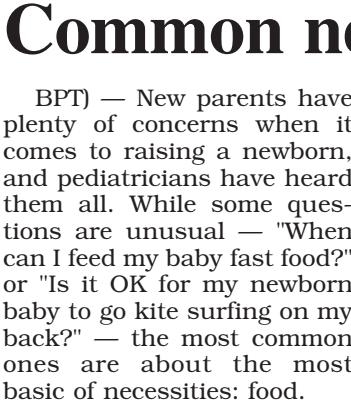 Common ne
BPT) — New parents have
plenty of concerns when it
comes to raising a newborn,
and pediatricians have heard
them all. While some ques-
tions are unusual — "When
can I feed my baby fast food?"
or "Is it OK for my newborn
baby to go kite surfing on my
back?" — the most common
ones are about the most
basic of necessities: food.